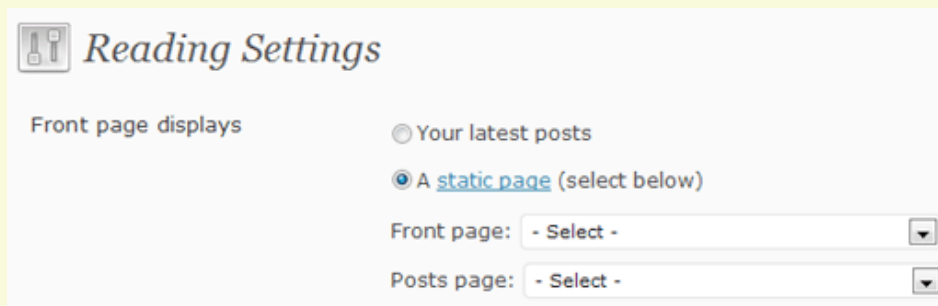 Reading Settings
Front page displays
Your latest posts
A static page (select below)
Front page: - Select -
Posts page: - Select -